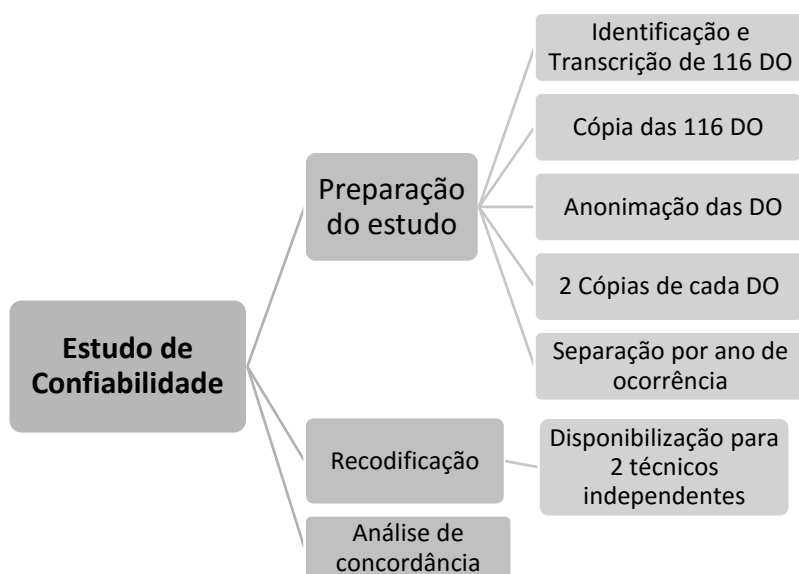 Estudo de
Confiabilidade
Preparação
do estudo
Identificação e
Transcrição de 116 DO
Cópia das 116 DO
Anonimação das DO
2 Cópias de cada DO
Separação por ano de
ocorrência
Recodificação
Disponibilização para
2 técnicos
independentes
Análise de
concordância